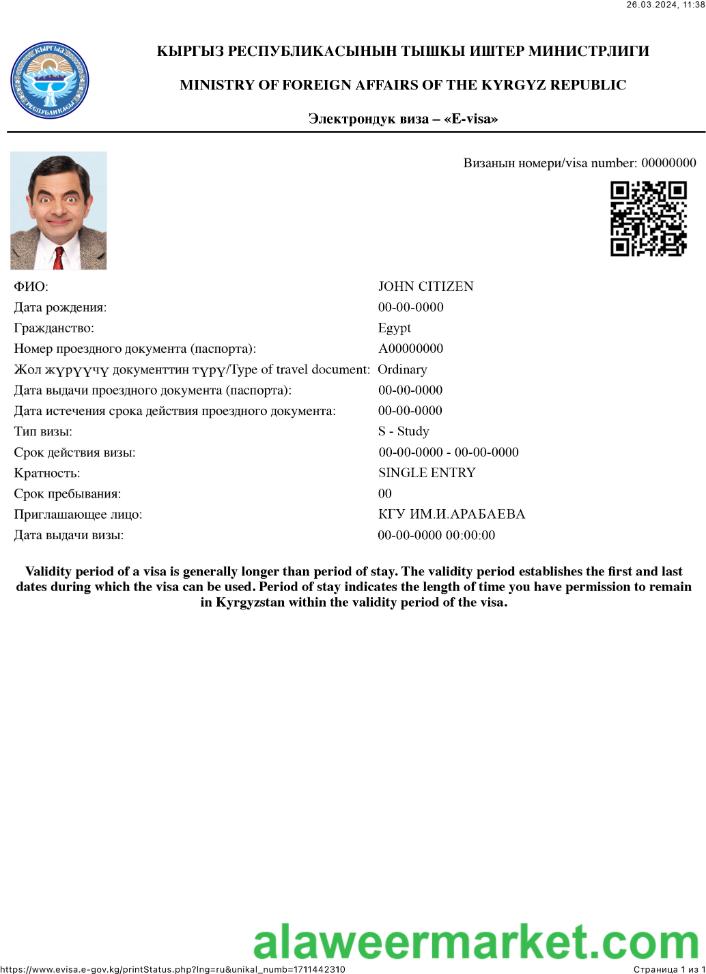 26.03.2024, 11:38
КЫРГЫЗ РЕСПУБЛИКАСЫНЫН ТЫШКЫ ИШТЕР МИНИСТРЛИГИ
MINISTRY OF FOREIGN AFFAIRS OF THE KYRGYZ REPUBLIC
Электрондук виза – «E-visa»
КЫРГЫЗ
РЕСПУБЛИКАСЫ
Визанын номери/visa number: 00000000
ФИО: JOHN CITIZEN
Дата рождения: 00-00-0000
Гражданство: Egypt
Номер проездного документа (паспорта): A00000000
Жол жүрүүчү документтин түрү/Type of travel document: Ordinary
Дата выдачи проездного документа (паспорта): 00-00-0000
Дата истечения срока действия проездного документа: 00-00-0000
Тип визы: S - Study
Срок действия визы: 00-00-0000 - 00-00-0000
Кратность: SINGLE ENTRY
Срок пребывания: 00
Приглашающее лицо: КГУ ИМ.И.АРАБАЕВА
Дата выдачи визы: 00-00-0000 00:00:00
Validity period of a visa is generally longer than period of stay. The validity period establishes the first and last
dates during which the visa can be used. Period of stay indicates the length of time you have permission to remain
in Kyrgyzstan within the validity period of the visa.
alaweermarket.com
https://www.evisa.e-gov.kg/printStatus.php?lng=ru&unikal_numb=1711442310
Страница 1 из 1